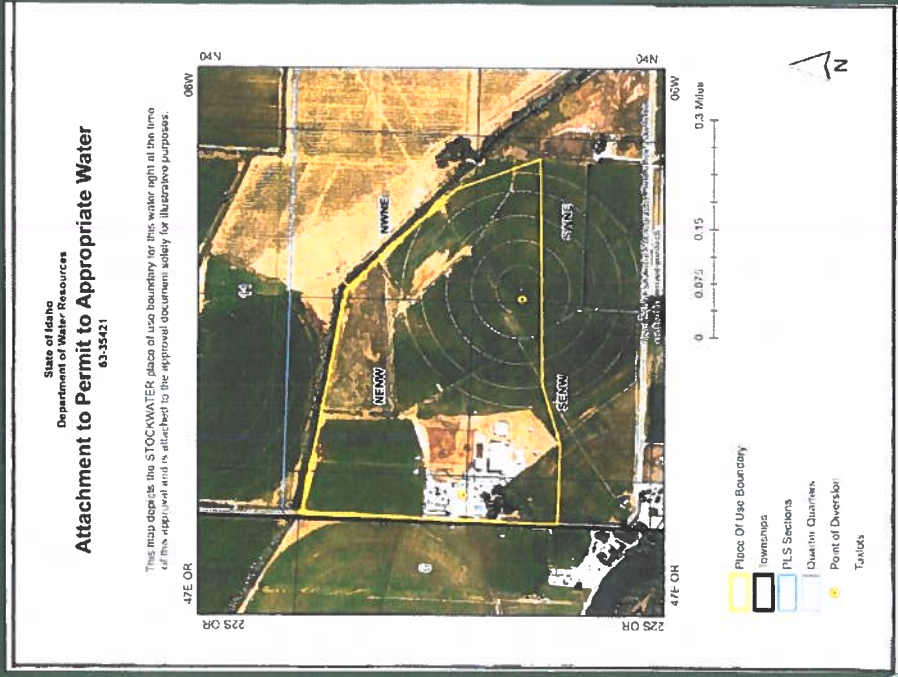 State of Idaho
Department of Water Resources
Attachment to Permit to Appropriate Water
63-35421
This map depicts the STOCKWATER place of use boundary for this water right at the time
of this approval and is attached to the approval document solely for illustrative purposes.
47E OR
06W
22S OR
04N
NWNE
NENW
SWNE
SENW
22S OR
04N
47E OR
06W
Place Of Use Boundary
Townships
PLS Sections
Quarter Quarters
Point of Diversion
Taxlots
0
0.075
0.15
0.3 Miles
N